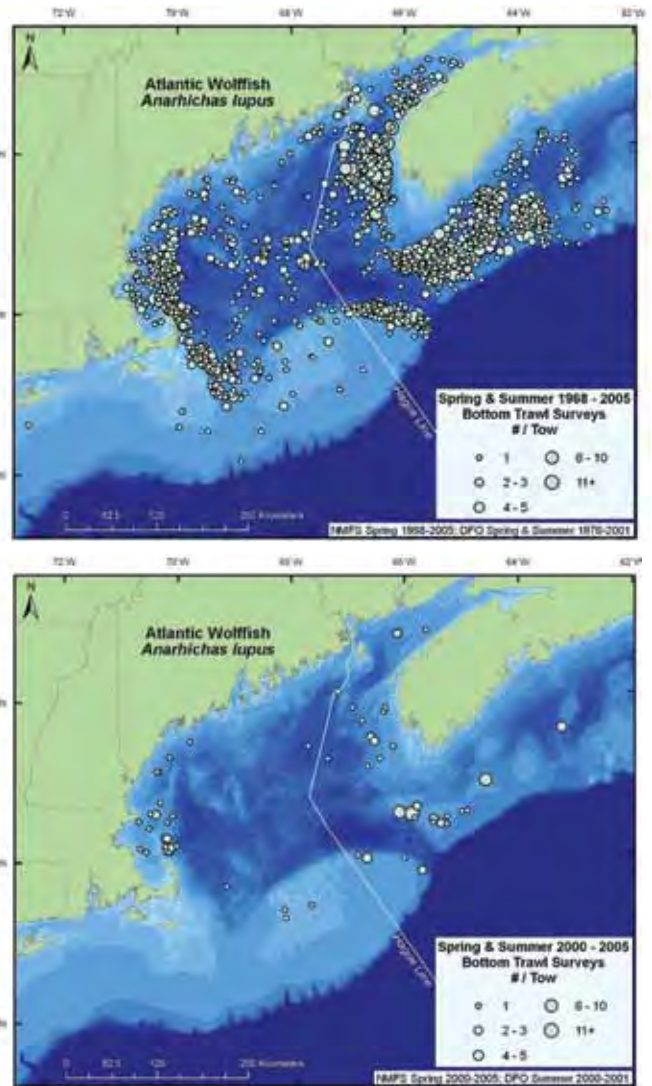 72°W 70°W 68°W 66°W 64°W 62°W
N
Atlantic Wolffish
Anarhichas lupus
Hague Line
Spring & Summer 1968 - 2005
Bottom Trawl Surveys
# / Tow
1 6 - 10
2 - 3 11+
4 - 5
0 62.5 125 250 Kilometers
NMFS Spring 1968-2005; DFO Spring & Summer 1970-2001
72°W 70°W 68°W 66°W 64°W 62°W
N
Atlantic Wolffish
Anarhichas lupus
Hague Line
Spring & Summer 2000 - 2005
Bottom Trawl Surveys
# / Tow
1 6 - 10
2 - 3 11+
4 - 5
0 62.5 125 250 Kilometers
NMFS Spring 2000-2005; DFO Summer 2000-2001